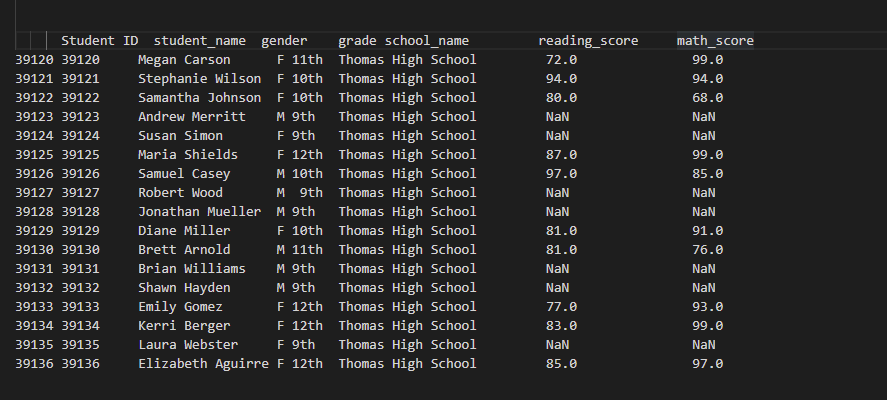 Student ID  student_name  gender    grade school_name         reading_score     math_score
39120 39120     Megan Carson      F 11th  Thomas High School         72.0               99.0
39121 39121     Stephanie Wilson  F 10th  Thomas High School         94.0               94.0
39122 39122     Samantha Johnson  F 10th  Thomas High School         80.0               68.0
39123 39123     Andrew Merritt    M 9th   Thomas High School         NaN                NaN
39124 39124     Susan Simon       F 9th   Thomas High School         NaN                NaN
39125 39125     Maria Shields     F 12th  Thomas High School         87.0               99.0
39126 39126     Samuel Casey      M 10th  Thomas High School         97.0               85.0
39127 39127     Robert Wood       M  9th  Thomas High School         NaN                NaN
39128 39128     Jonathan Mueller  M 9th   Thomas High School         NaN                NaN
39129 39129     Diane Miller      F 10th  Thomas High School         81.0               91.0
39130 39130     Brett Arnold      M 11th  Thomas High School         81.0               76.0
39131 39131     Brian Williams    M 9th   Thomas High School         NaN                NaN
39132 39132     Shawn Hayden      M 9th   Thomas High School         NaN                NaN
39133 39133     Emily Gomez       F 12th  Thomas High School         77.0               93.0
39134 39134     Kerri Berger      F 12th  Thomas High School         83.0               99.0
39135 39135     Laura Webster     F 9th   Thomas High School         NaN                NaN
39136 39136     Elizabeth Aguirre F 12th  Thomas High School         85.0               97.0